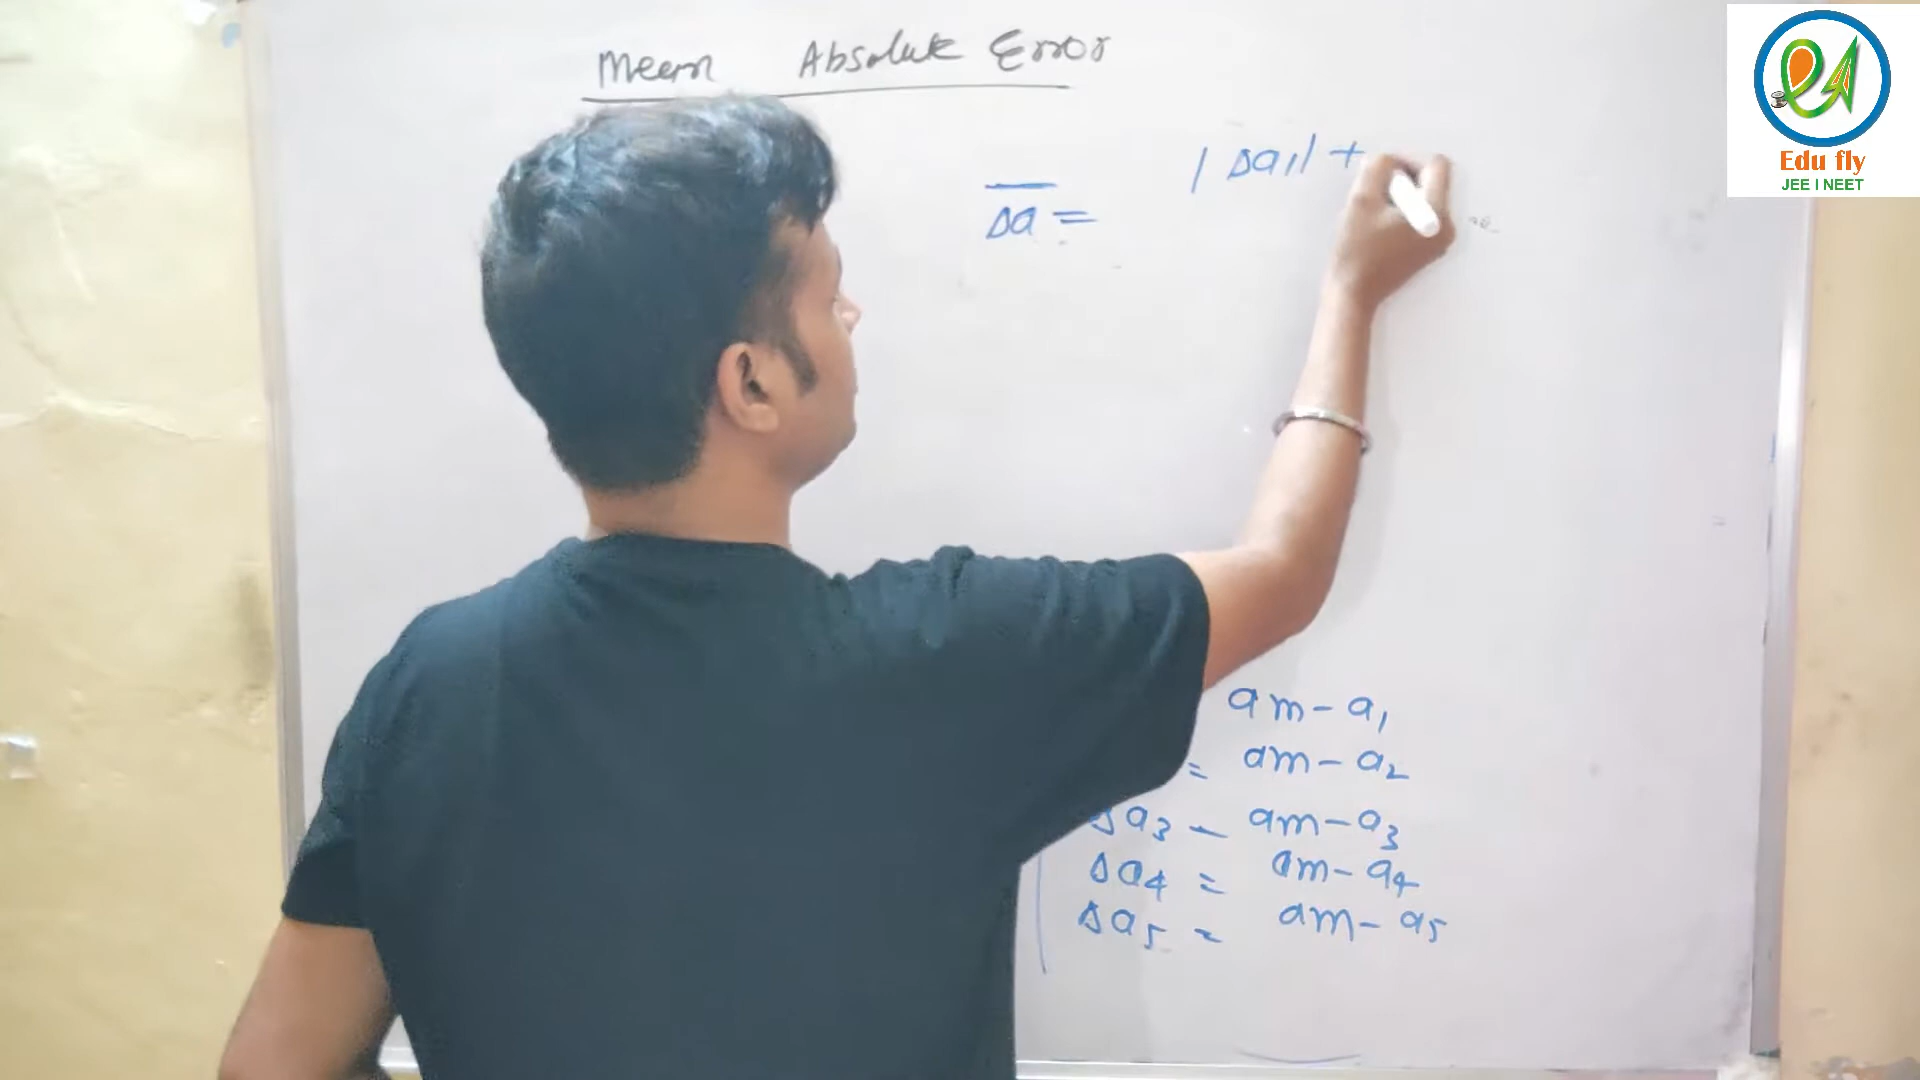 Mean Absolute Error
|Δa₁| +
Δa̅ =
am - a₁
= am - a₂
Δa₃ - am - a₃
Δa₄ = am - a₄
Δa₅ = am - a₅
Edu fly
JEE I NEET